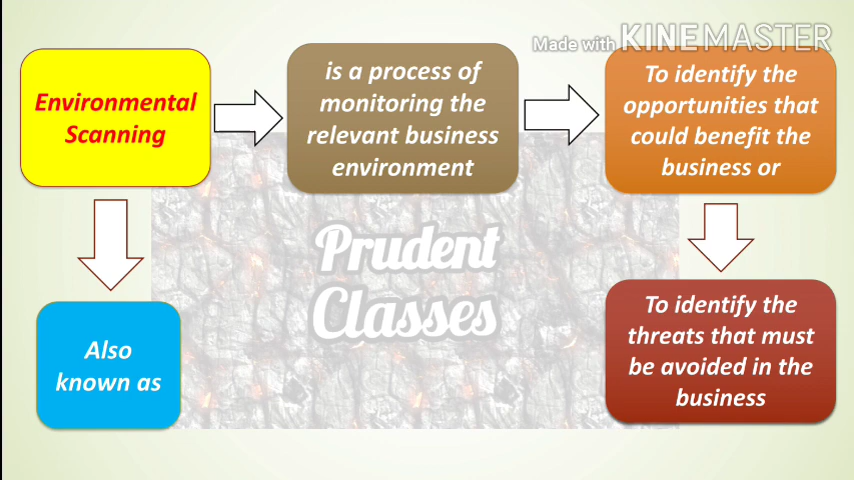 Made with KINEMASTER
Environmental
Scanning
is a process of
monitoring the
relevant business
environment
To identify the
opportunities that
could benefit the
business or
Also
known as
Prudent
Classes
To identify the
threats that must
be avoided in the
business